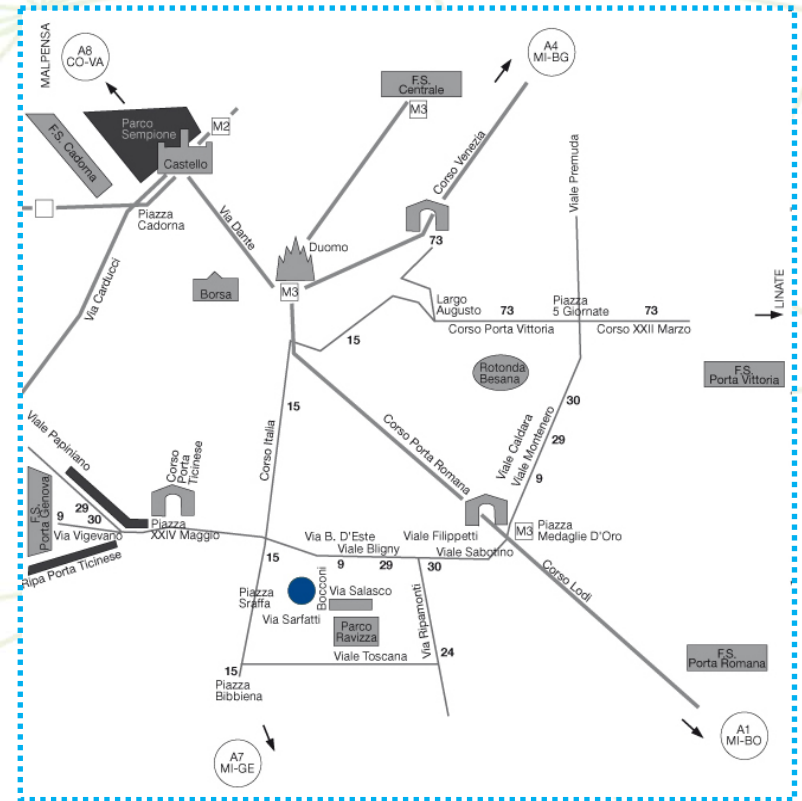 MALPENSA
A8
CO-VA
A4
MI-BG
F.S.
Centrale
M3
Parco
Sempione
M2
F.S. Cadorna
Castello
Corso Venezia
Viale Premuda
Piazza
Cadorna
Via Dante
Duomo
73
LINATE
Via Carducci
Borsa
M3
Largo
Augusto
73
Piazza
5 Giornate
73
Corso Porta Vittoria
Corso XXII Marzo
15
Rotonda
Besana
F.S.
Porta Vittoria
15
30
Viale Papiniano
Corso
Porta
Ticinese
Corso Italia
Corso Porta Romana
Viale Caldara
Viale Montenero
29
9
F.S.
Porta Genova
9
29
30
Via Vigevano
Piazza
XXIV Maggio
M3
Piazza
Medaglie D'Oro
Via B. D'Este
Viale Filippetti
Viale Bligny
Viale Sabotino
15
9
29
30
Ripa Porta Ticinese
Corso Lodi
Piazza
Sraffa
Bocconi
Via Salasco
Via Sarfatti
Parco
Ravizza
Via Ripamonti
Viale Toscana
24
F.S.
Porta Romana
15
Piazza
Bibbiena
A1
MI-BO
A7
MI-GE